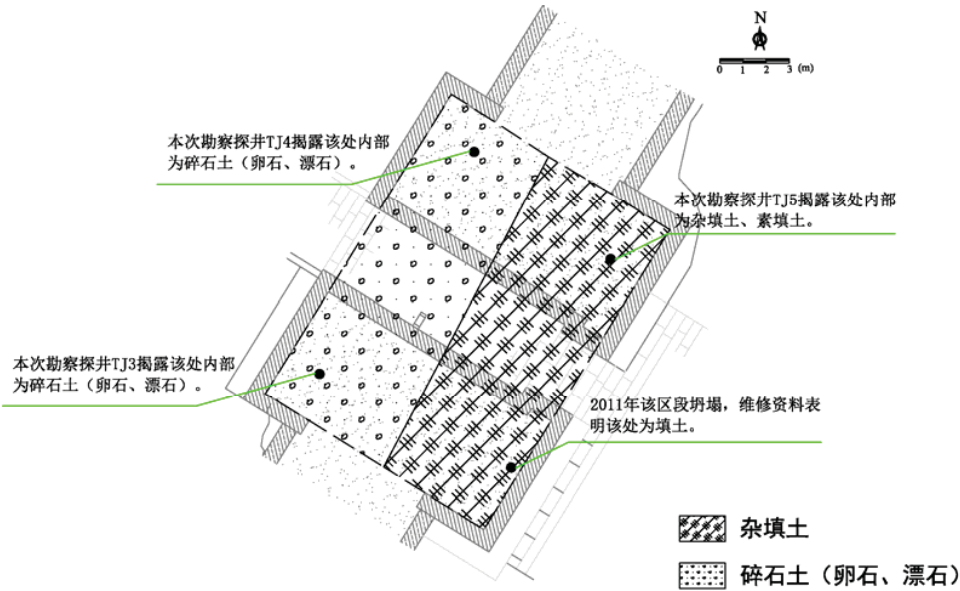 N
0 1 2 3 (m)
本次勘察探井TJ4揭露该处内部
为碎石土（卵石、漂石）。
本次勘察探井TJ5揭露该处内部
为杂填土、素填土。
本次勘察探井TJ3揭露该处内部
为碎石土（卵石、漂石）。
2011年该区段坍塌，维修资料表
明该处为填土。
杂填土
碎石土（卵石、漂石）